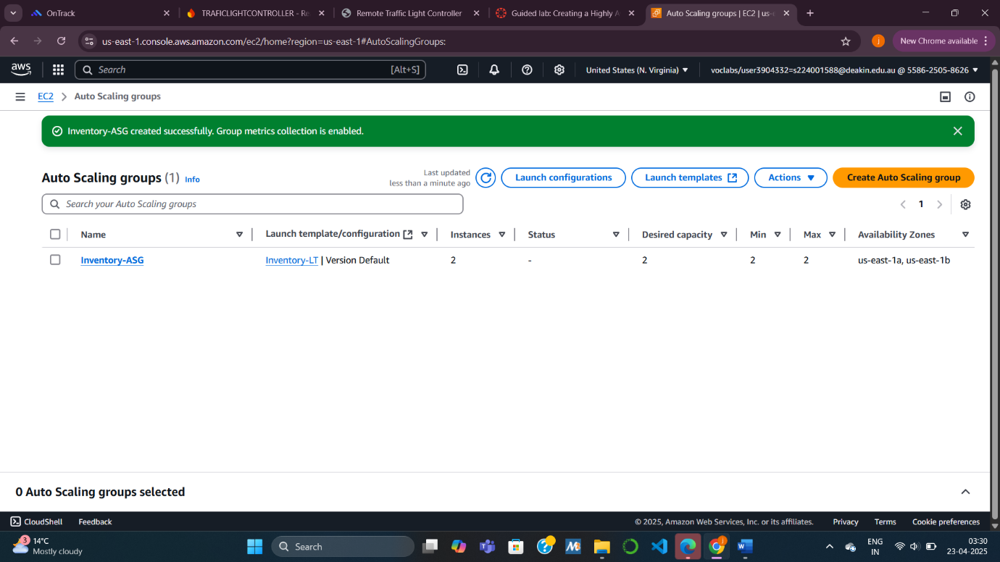 OnTrack
TRAFICLIGHTCONTROLLER - Re
Remote Traffic Light Controller
Guided lab: Creating a Highly A
Auto Scaling groups | EC2 | us-e
us-east-1.console.aws.amazon.com/ec2/home?region=us-east-1#AutoScalingGroups:
j
New Chrome available
aws
Search
[Alt+S]
United States (N. Virginia)
voclabs/user3904332=s224001588@deakin.edu.au @ 5586-2505-8626
EC2
Auto Scaling groups
Inventory-ASG created successfully. Group metrics collection is enabled.
Auto Scaling groups (1) Info
Last updated
less than a minute ago
Launch configurations
Launch templates
Actions
Create Auto Scaling group
Search your Auto Scaling groups
1
Name Launch template/configuration Instances Status Desired capacity Min Max Availability Zones
Inventory-ASG Inventory-LT | Version Default 2 - 2 2 2 us-east-1a, us-east-1b
0 Auto Scaling groups selected
CloudShell Feedback © 2025, Amazon Web Services, Inc. or its affiliates. Privacy Terms Cookie preferences
3
14°C
Mostly cloudy
Search
ENG
IN
03:30
23-04-2025